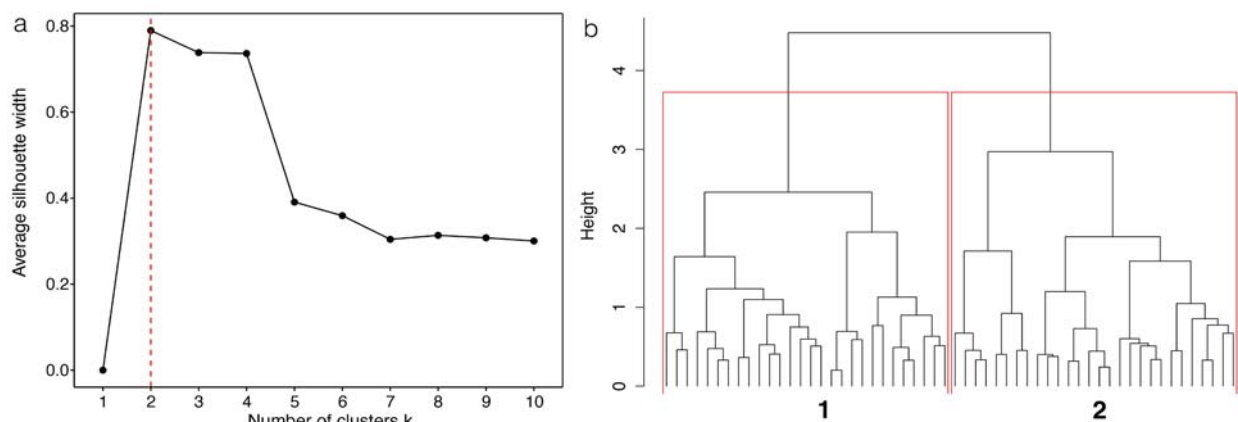 a
Average silhouette width
0.8
0.6
0.4
0.2
0.0
1 2 3 4 5 6 7 8 9 10
Number of clusters k
b
Height
4
3
2
1
0
1 2